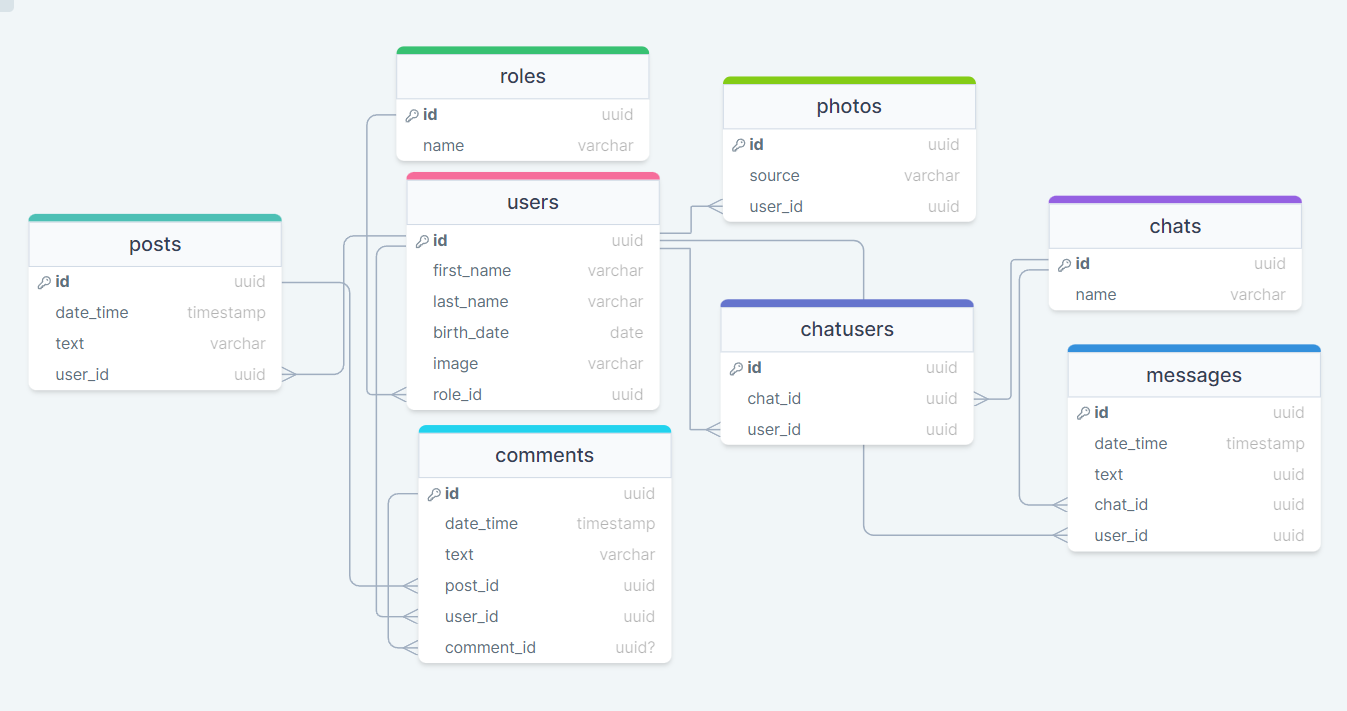 roles
id uuid
name varchar
users
id uuid
first_name varchar
last_name varchar
birth_date date
image varchar
role_id uuid
posts
id uuid
date_time timestamp
text varchar
user_id uuid
comments
id uuid
date_time timestamp
text varchar
post_id uuid
user_id uuid
comment_id uuid?
photos
id uuid
source varchar
user_id uuid
chatusers
id uuid
chat_id uuid
user_id uuid
chats
id uuid
name varchar
messages
id uuid
date_time timestamp
text uuid
chat_id uuid
user_id uuid